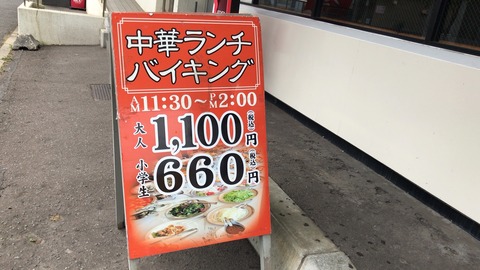 中華ランチ
バイキング
AM11:30～PM2:00
大人 1,100円(税込)
小学生 660円(税込)